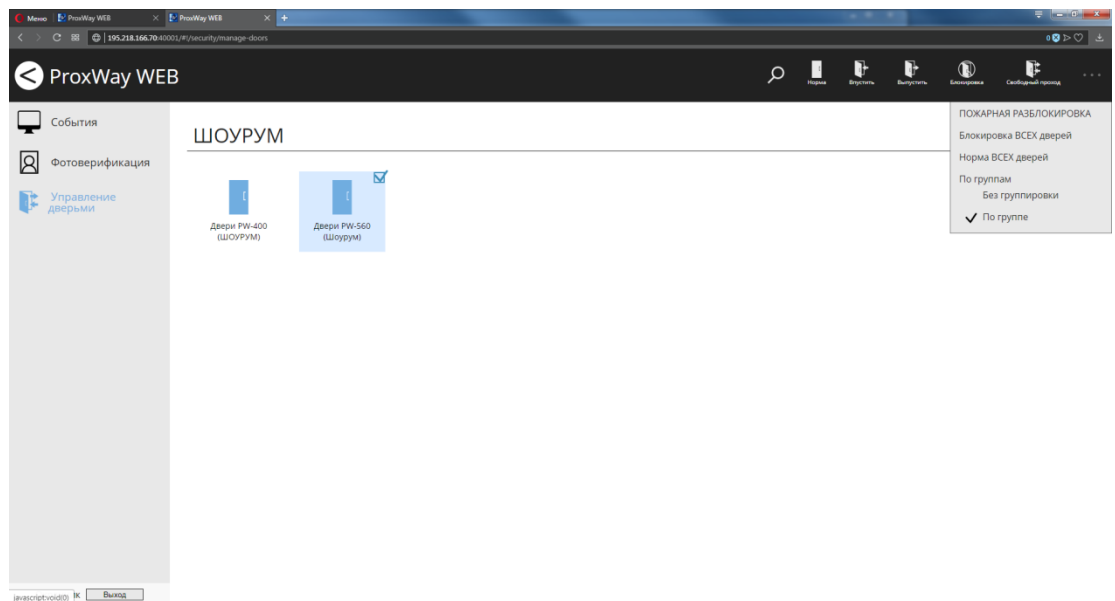 Меню
ProxWay WEB
ProxWay WEB
195.218.166.70:40001/#!/security/manage-doors
0
ProxWay WEB
Норма
Впустить
Выпустить
Блокировка
Свободный проход
События
Фотоверификация
Управление
дверьми
ШОУРУМ
Двери PW-400
(ШОУРУМ)
Двери PW-560
(Шоурум)
ПОЖАРНАЯ РАЗБЛОКИРОВКА
Блокировка ВСЕХ дверей
Норма ВСЕХ дверей
По группам
Без группировки
По группе
javascript:void(0)
Выход